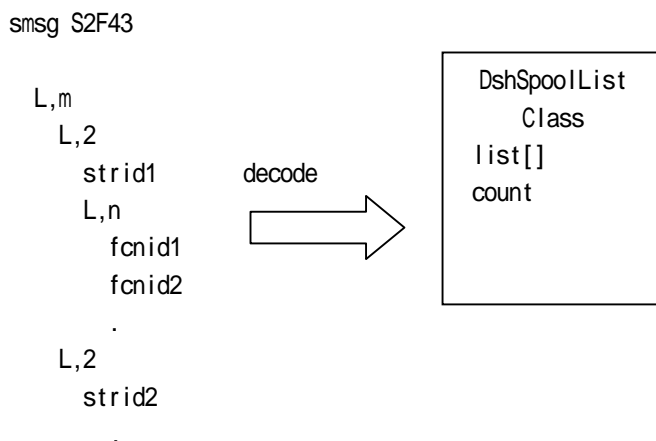 smsg S2F43
L,m
L,2
strid1
L,n
fcnid1
fcnid2
.
L,2
strid2
.
decode
DshSpoolList
Class
list[]
count